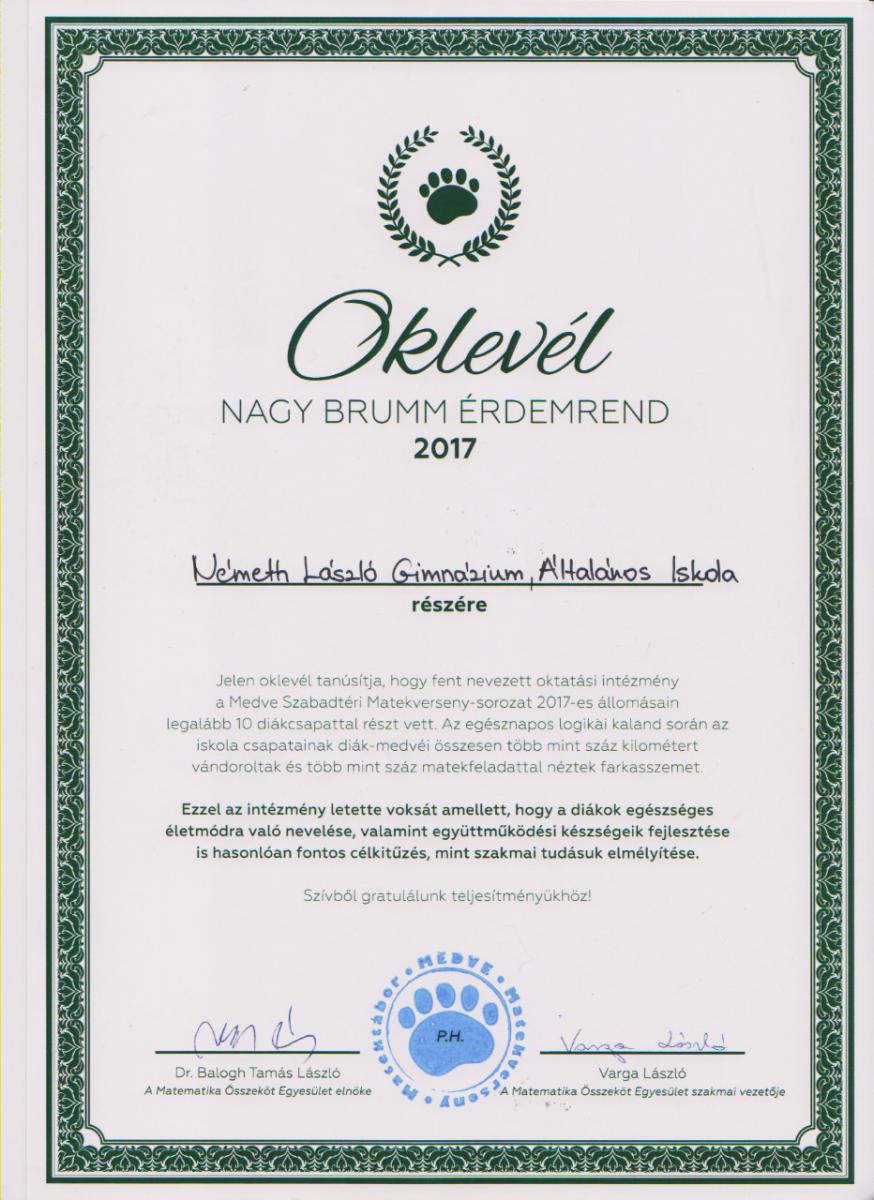 Oklevél
NAGY BRUMM ÉRDEMREND
2017
Németh László Gimnázium, Általános Iskola
részére
Jelen oklevél tanúsítja, hogy fent nevezett oktatási intézmény
a Medve Szabadtéri Matekverseny-sorozat 2017-es állomásain
legalább 10 diákcsapattal részt vett. Az egésznapos logikai kaland során az
iskola csapatainak diák-medvéi összesen több mint száz kilométert
vándoroltak és több mint száz matekfeladattal néztek farkasszemet.
Ezzel az intézmény letette voksát amellett, hogy a diákok egészséges
életmódra való nevelése, valamint együttműködési készségeik fejlesztése
is hasonlóan fontos célkitűzés, mint szakmai tudásuk elmélyítése.
Szívből gratulálunk teljesítményükhöz!
MEDVE • Matekverseny • Matektábor •
P.H.
Varga László
Dr. Balogh Tamás László
A Matematika Összeköt Egyesület elnöke
Varga László
A Matematika Összeköt Egyesület szakmai vezetője